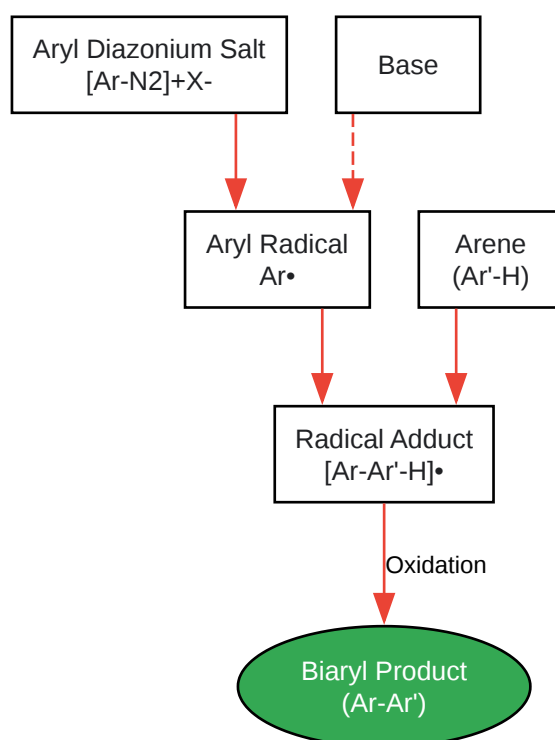 Aryl Diazonium Salt
[Ar-N2]+X-
Base
Aryl Radical
Ar•
Arene
(Ar'-H)
Radical Adduct
[Ar-Ar'-H]•
Oxidation
Biaryl Product
(Ar-Ar')